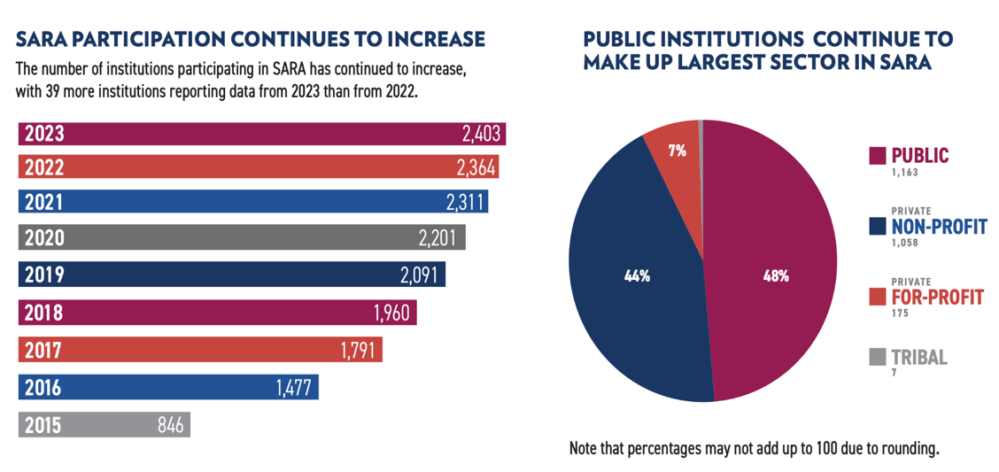 SARA PARTICIPATION CONTINUES TO INCREASE
The number of institutions participating in SARA has continued to increase,
with 39 more institutions reporting data from 2023 than from 2022.
2023 2,403
2022 2,364
2021 2,311
2020 2,201
2019 2,091
2018 1,960
2017 1,791
2016 1,477
2015 846
PUBLIC INSTITUTIONS CONTINUE TO
MAKE UP LARGEST SECTOR IN SARA
7%
44%
48%
PUBLIC
1,163
PRIVATE
NON-PROFIT
1,058
PRIVATE
FOR-PROFIT
175
TRIBAL
7
Note that percentages may not add up to 100 due to rounding.